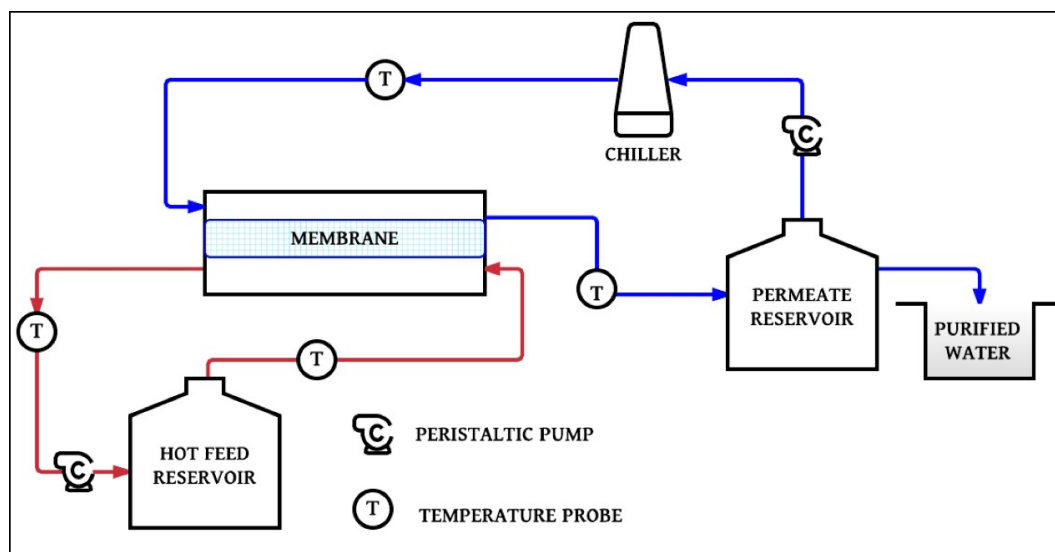 T
C
CHILLER
MEMBRANE
T
PERMEATE
RESERVOIR
PURIFIED
WATER
T
T
HOT FEED
RESERVOIR
C
C PERISTALTIC PUMP
T TEMPERATURE PROBE